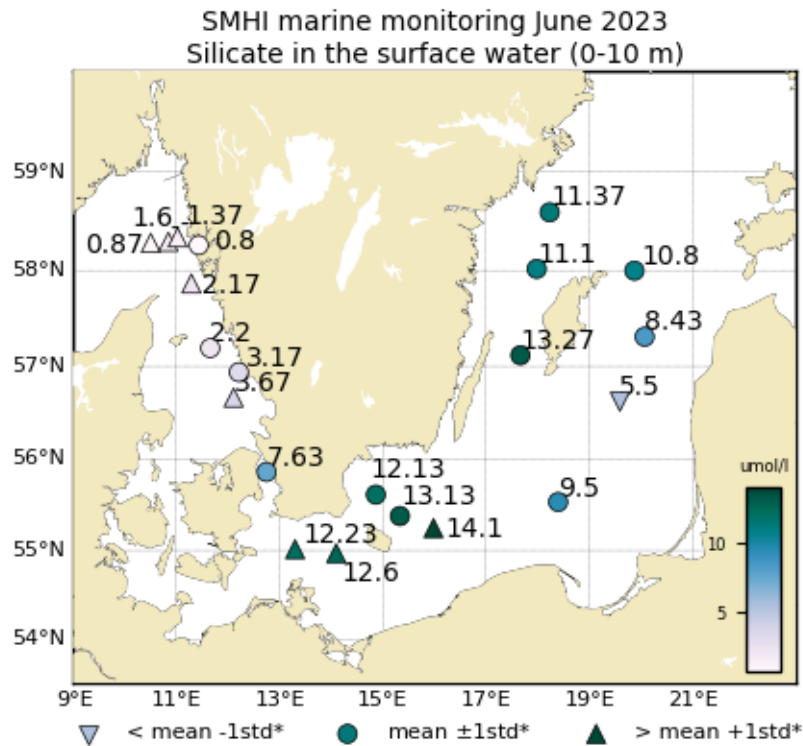 SMHI marine monitoring June 2023
Silicate in the surface water (0-10 m)
59°N
58°N
57°N
56°N
55°N
54°N
11.37
1.6
1.37
0.87
0.8
11.1
10.8
2.17
8.43
2.2
13.27
3.17
3.67
5.5
7.63
12.13
9.5
13.13
12.23
14.1
12.6
umol/l
10
5
9°E 11°E 13°E 15°E 17°E 19°E 21°E
< mean -1std* mean ±1std* > mean +1std*